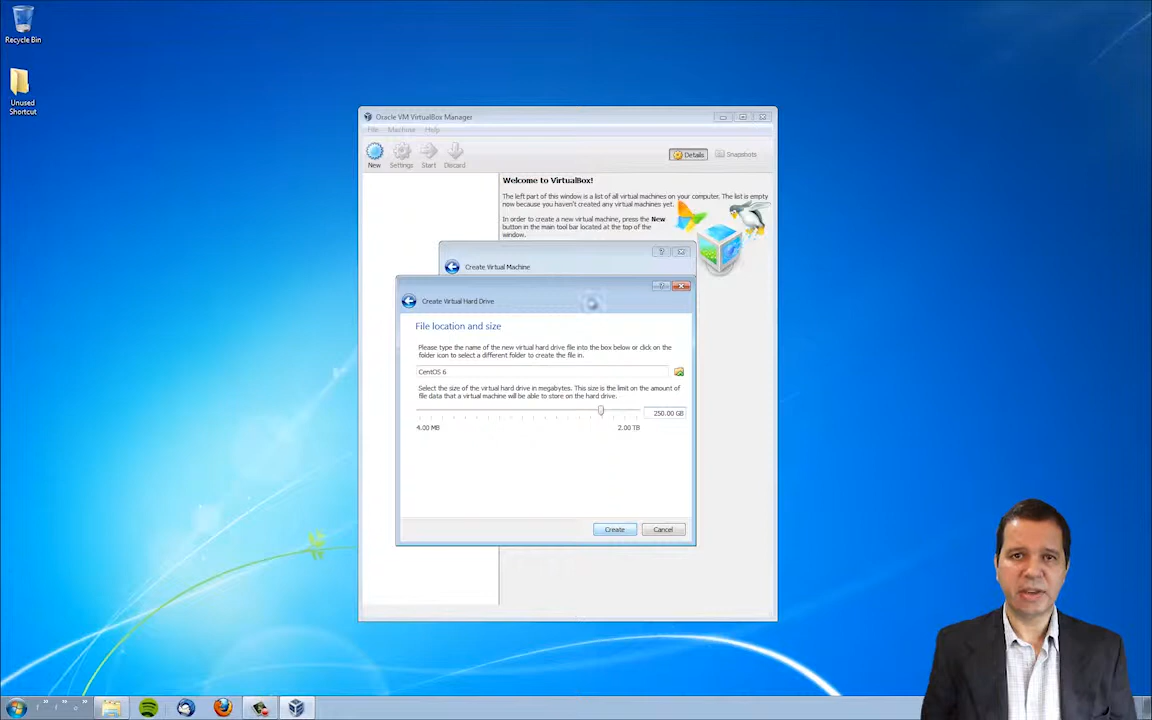 Recycle Bin
Unused
Shortcut
Oracle VM VirtualBox Manager
File Machine Help
New Settings Start Discard
Details Snapshots
Welcome to VirtualBox!
The left part of this window is a list of all virtual machines on your computer. The list is empty
now because you haven't created any virtual machines yet.
In order to create a new virtual machine, press the New
button in the main tool bar located at the top of the
window.
Create Virtual Machine
Create Virtual Hard Drive
File location and size
Please type the name of the new virtual hard drive file into the box below or click on the
folder icon to select a different folder to create the file in.
CentOS 6
Select the size of the virtual hard drive in megabytes. This size is the limit on the amount of
file data that a virtual machine will be able to store on the hard drive.
250.00 GB
4.00 MB 2.00 TB
Create Cancel